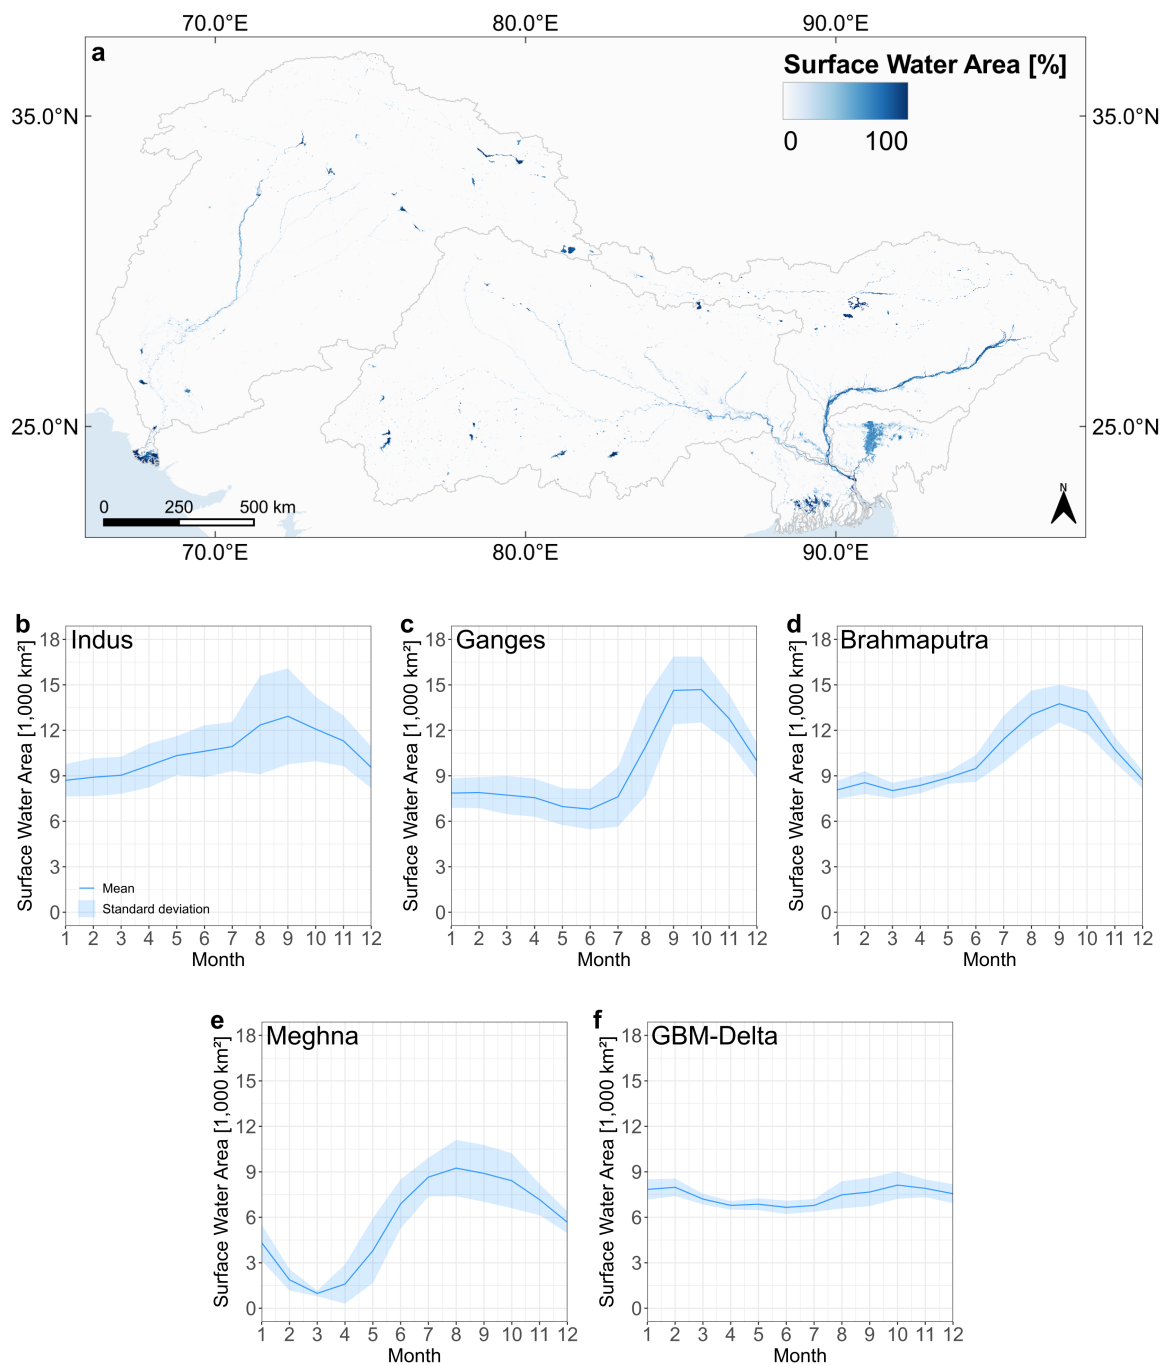 70.0°E 80.0°E 90.0°E
a
Surface Water Area [%]
0 100
35.0°N 35.0°N
25.0°N 25.0°N
0 250 500 km
N
70.0°E 80.0°E 90.0°E
b
Indus
Surface Water Area [1,000 km²]
18
15
12
9
6
3
0
Mean
Standard deviation
1 2 3 4 5 6 7 8 9 10 11 12
Month
c
Ganges
Surface Water Area [1,000 km²]
18
15
12
9
6
3
0
1 2 3 4 5 6 7 8 9 10 11 12
Month
d
Brahmaputra
Surface Water Area [1,000 km²]
18
15
12
9
6
3
0
1 2 3 4 5 6 7 8 9 10 11 12
Month
e
Meghna
Surface Water Area [1,000 km²]
18
15
12
9
6
3
0
1 2 3 4 5 6 7 8 9 10 11 12
Month
f
GBM-Delta
Surface Water Area [1,000 km²]
18
15
12
9
6
3
0
1 2 3 4 5 6 7 8 9 10 11 12
Month